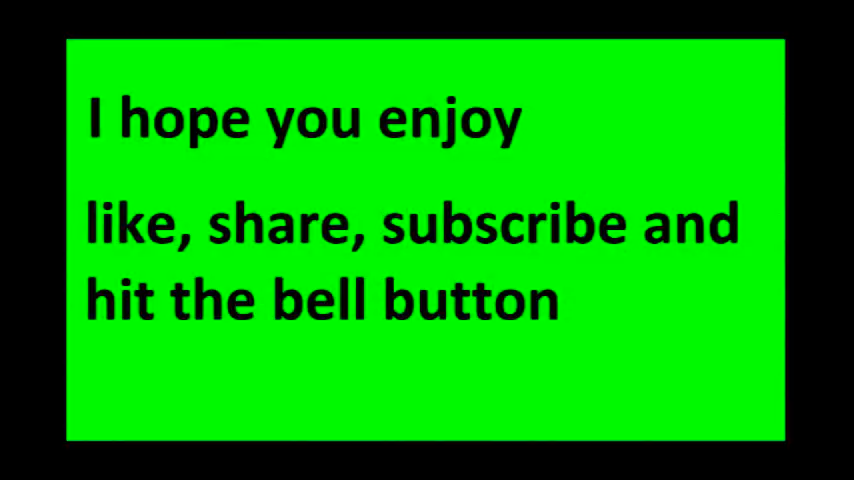 I hope you enjoy
like, share, subscribe and
hit the bell button